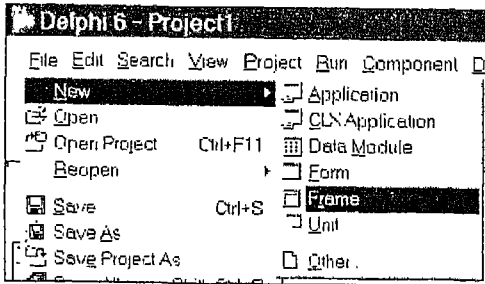 Delphi 6 - Project1
File Edit Search View Project Run Component D
New
Open
Open Project Ctrl+F11
Reopen
Save Ctrl+S
Save As
Save Project As
Application
CLX Application
Data Module
Form
Frame
Unit
Other .